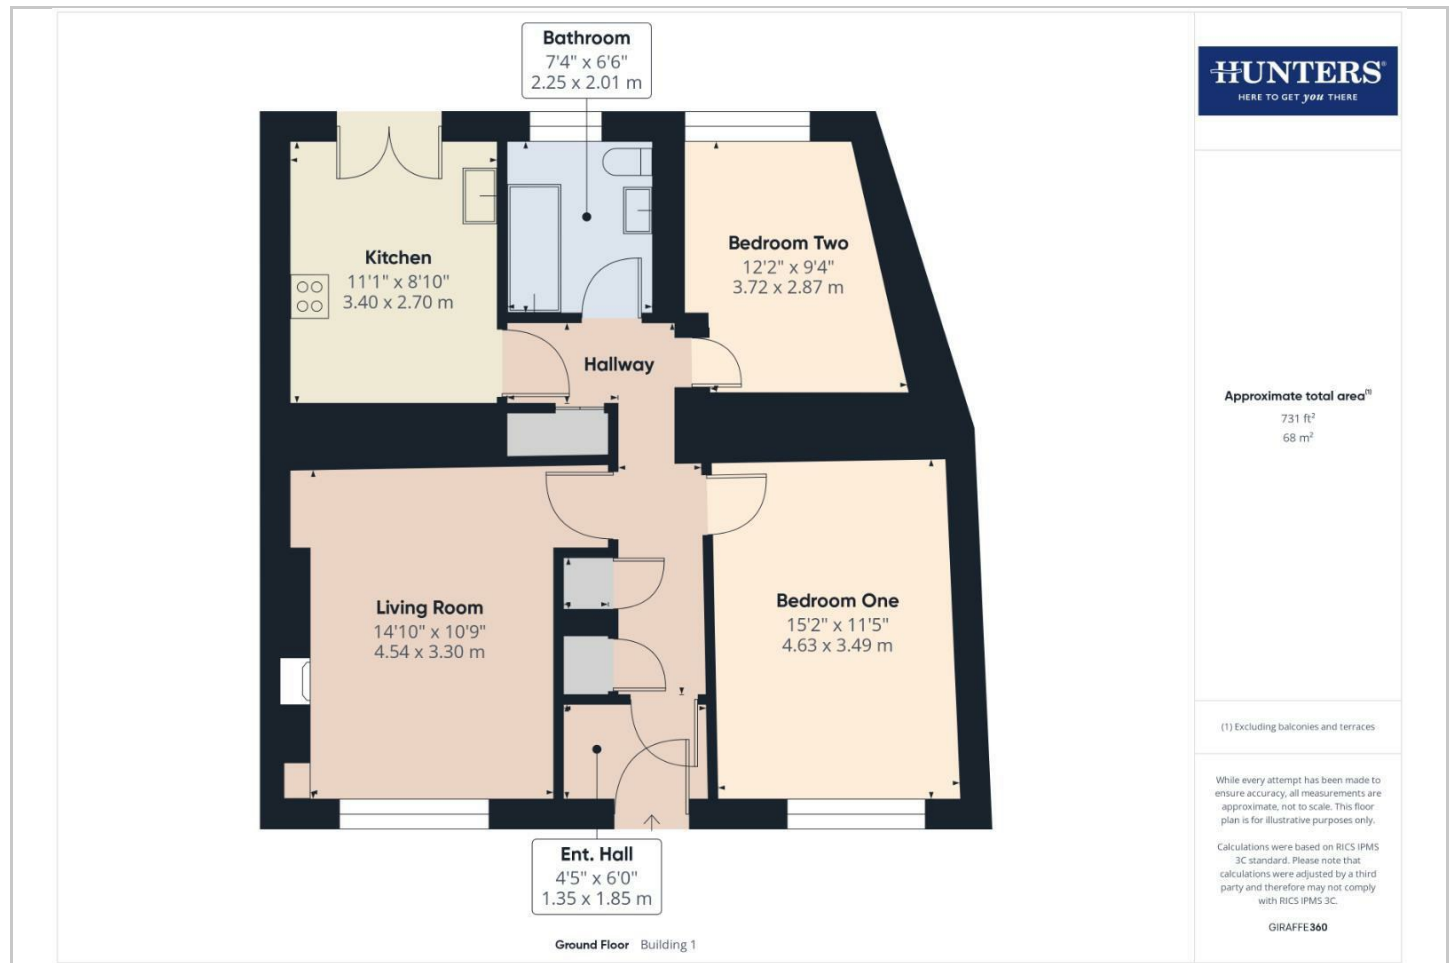 Bathroom
7'4" x 6'6"
2.25 x 2.01 m
Kitchen
11'1" x 8'10"
3.40 x 2.70 m
Bedroom Two
12'2" x 9'4"
3.72 x 2.87 m
Hallway
Living Room
14'10" x 10'9"
4.54 x 3.30 m
Bedroom One
15'2" x 11'5"
4.63 x 3.49 m
Ent. Hall
4'5" x 6'0"
1.35 x 1.85 m
Ground Floor Building 1
HUNTERS®
HERE TO GET you THERE
Approximate total area(1)
731 ft²
68 m²
(1) Excluding balconies and terraces
While every attempt has been made to
ensure accuracy, all measurements are
approximate, not to scale. This floor
plan is for illustrative purposes only.
Calculations were based on RICS IPMS
3C standard. Please note that
calculations were adjusted by a third
party and therefore may not comply
with RICS IPMS 3C.
GIRAFFE360